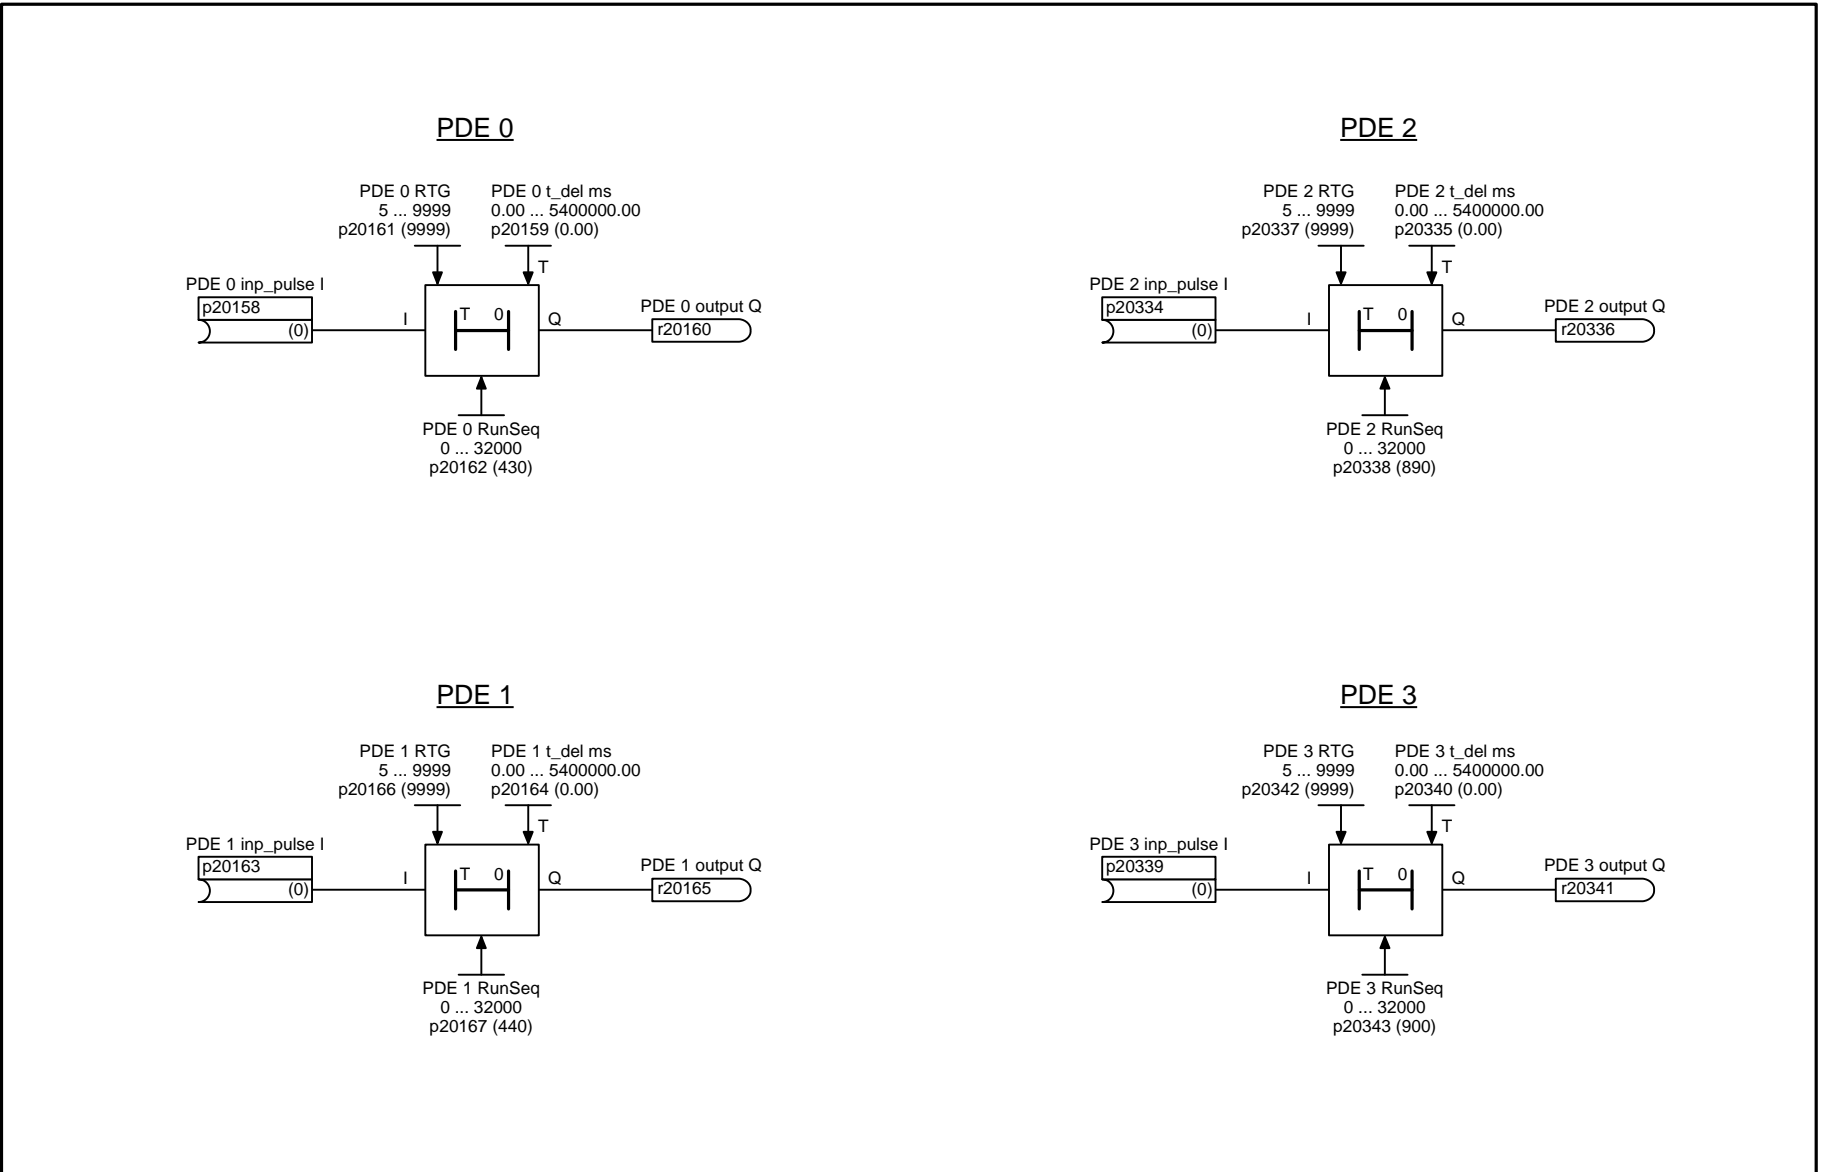 PDE 0
PDE 0 RTG
5 ... 9999
p20161 (9999)
PDE 0 t_del ms
0.00 ... 5400000.00
p20159 (0.00)
T
PDE 0 inp_pulse I
p20158
(0)
I
T 0
Q
PDE 0 output Q
r20160
PDE 0 RunSeq
0 ... 32000
p20162 (430)
PDE 2
PDE 2 RTG
5 ... 9999
p20337 (9999)
PDE 2 t_del ms
0.00 ... 5400000.00
p20335 (0.00)
T
PDE 2 inp_pulse I
p20334
(0)
I
T 0
Q
PDE 2 output Q
r20336
PDE 2 RunSeq
0 ... 32000
p20338 (890)
PDE 1
PDE 1 RTG
5 ... 9999
p20166 (9999)
PDE 1 t_del ms
0.00 ... 5400000.00
p20164 (0.00)
T
PDE 1 inp_pulse I
p20163
(0)
I
T 0
Q
PDE 1 output Q
r20165
PDE 1 RunSeq
0 ... 32000
p20167 (440)
PDE 3
PDE 3 RTG
5 ... 9999
p20342 (9999)
PDE 3 t_del ms
0.00 ... 5400000.00
p20340 (0.00)
T
PDE 3 inp_pulse I
p20339
(0)
I
T 0
Q
PDE 3 output Q
r20341
PDE 3 RunSeq
0 ... 32000
p20343 (900)